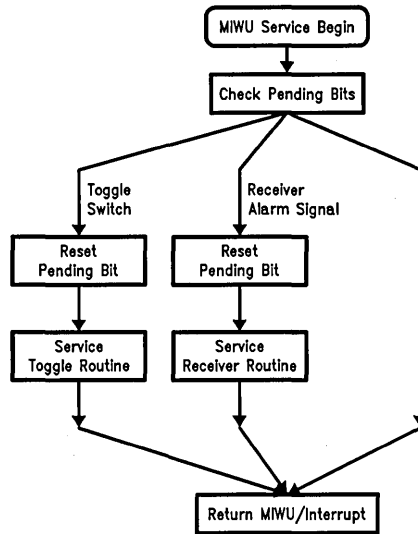 MIWU Service Begin
Check Pending Bits
Toggle
Switch
Receiver
Alarm Signal
Reset
Pending Bit
Reset
Pending Bit
Service
Toggle Routine
Service
Receiver Routine
Return MIWU/Interrupt